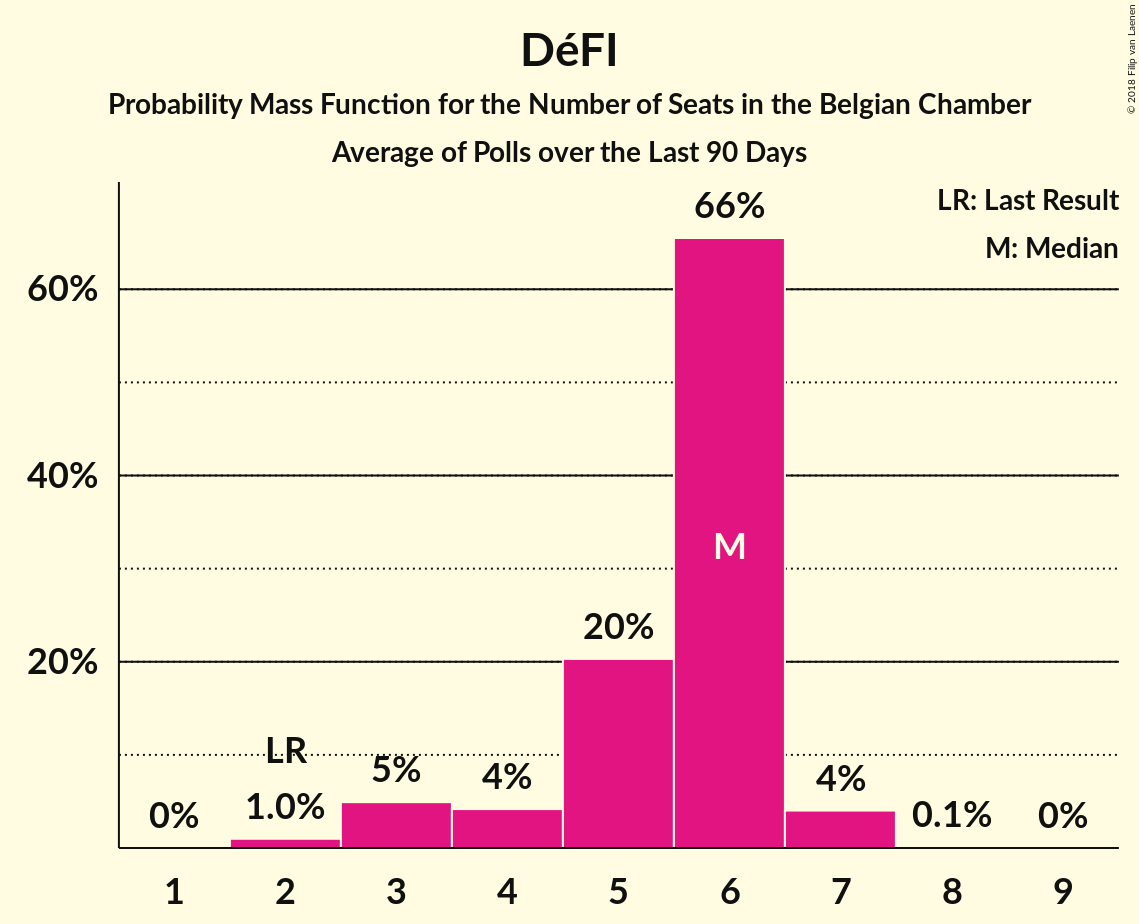 DéFI
Probability Mass Function for the Number of Seats in the Belgian Chamber
Average of Polls over the Last 90 Days
© 2018 Filip van Laenen
LR: Last Result
M: Median
66%
60%
40%
M
20%
20%
LR
5%
4%
4%
0%
1.0%
0.1%
0%
1 2 3 4 5 6 7 8 9